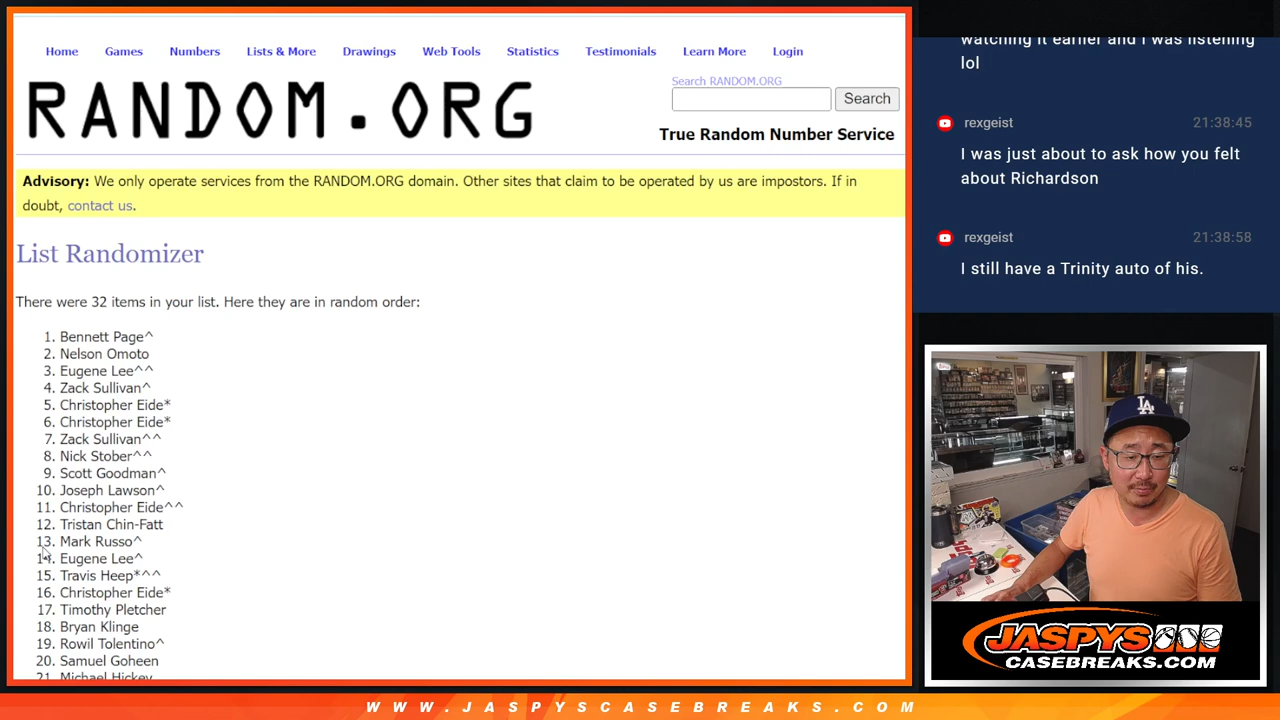 Home Games Numbers Lists & More Drawings Web Tools Statistics Testimonials Learn More Login
RANDOM.ORG
Search RANDOM.ORG
Search
True Random Number Service
Advisory: We only operate services from the RANDOM.ORG domain. Other sites that claim to be operated by us are impostors. If in
doubt, contact us.
List Randomizer
There were 32 items in your list. Here they are in random order:
1. Bennett Page^
2. Nelson Omoto
3. Eugene Lee^^
4. Zack Sullivan^
5. Christopher Eide*
6. Christopher Eide*
7. Zack Sullivan^^
8. Nick Stober^^
9. Scott Goodman^
10. Joseph Lawson^
11. Christopher Eide^^
12. Tristan Chin-Fatt
13. Mark Russo^
14. Eugene Lee^
15. Travis Heep*^^
16. Christopher Eide*
17. Timothy Pletcher
18. Bryan Klinge
19. Rowil Tolentino^
20. Samuel Goheen
21. Michael Hickey
watching it earlier and I was listening
lol
rexgeist 21:38:45
I was just about to ask how you felt
about Richardson
rexgeist 21:38:58
I still have a Trinity auto of his.
LA
JASPYS
CASEBREAKS.COM
WWW.JASPYSCASEBREAKS.COM